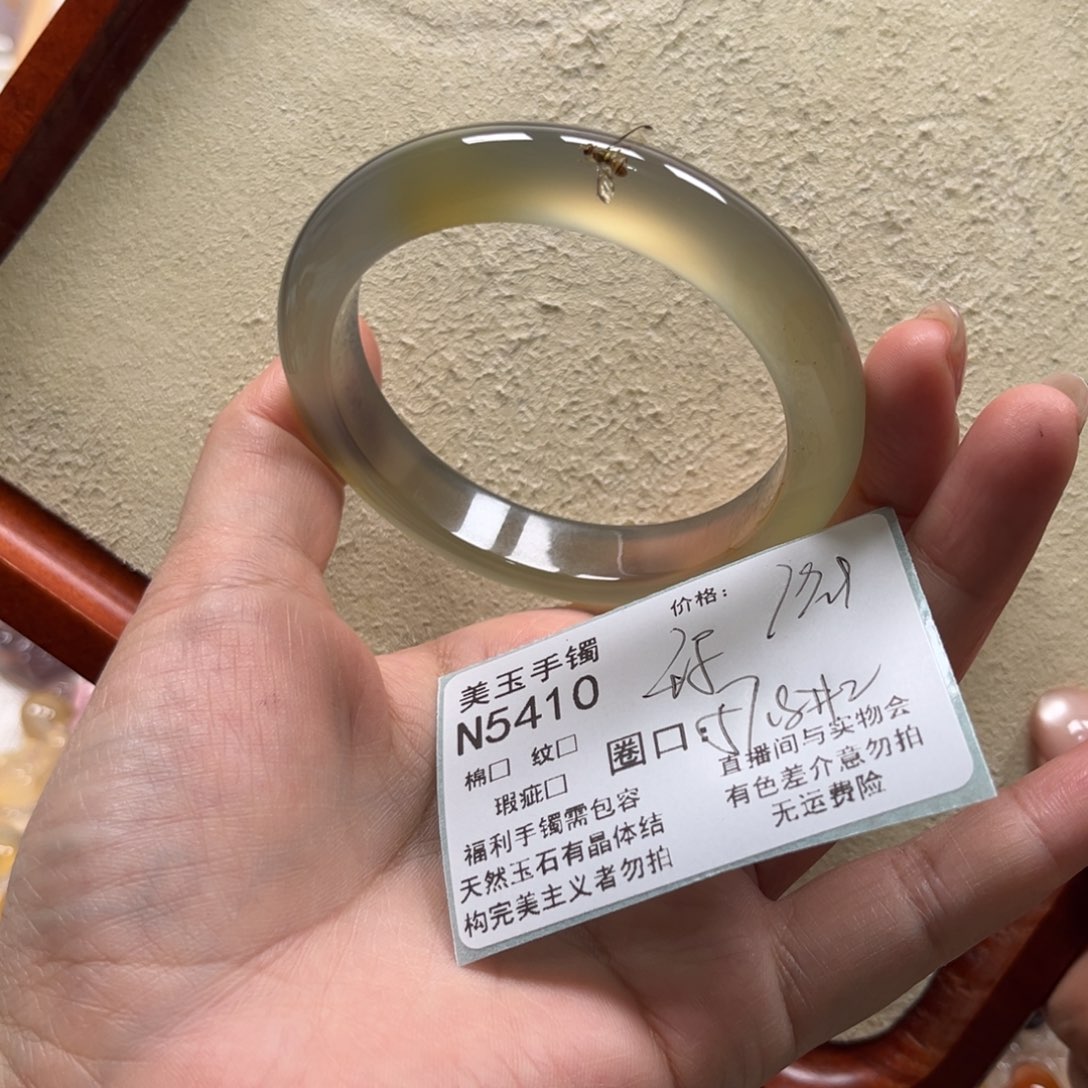 价格:
美玉手镯
N5410
棉□ 纹□ 圈口:57
瑕疵□
福利手镯需包容
天然玉石有晶体结
构完美主义者勿拍
直播间与实物会
有色差介意勿拍
无运费险